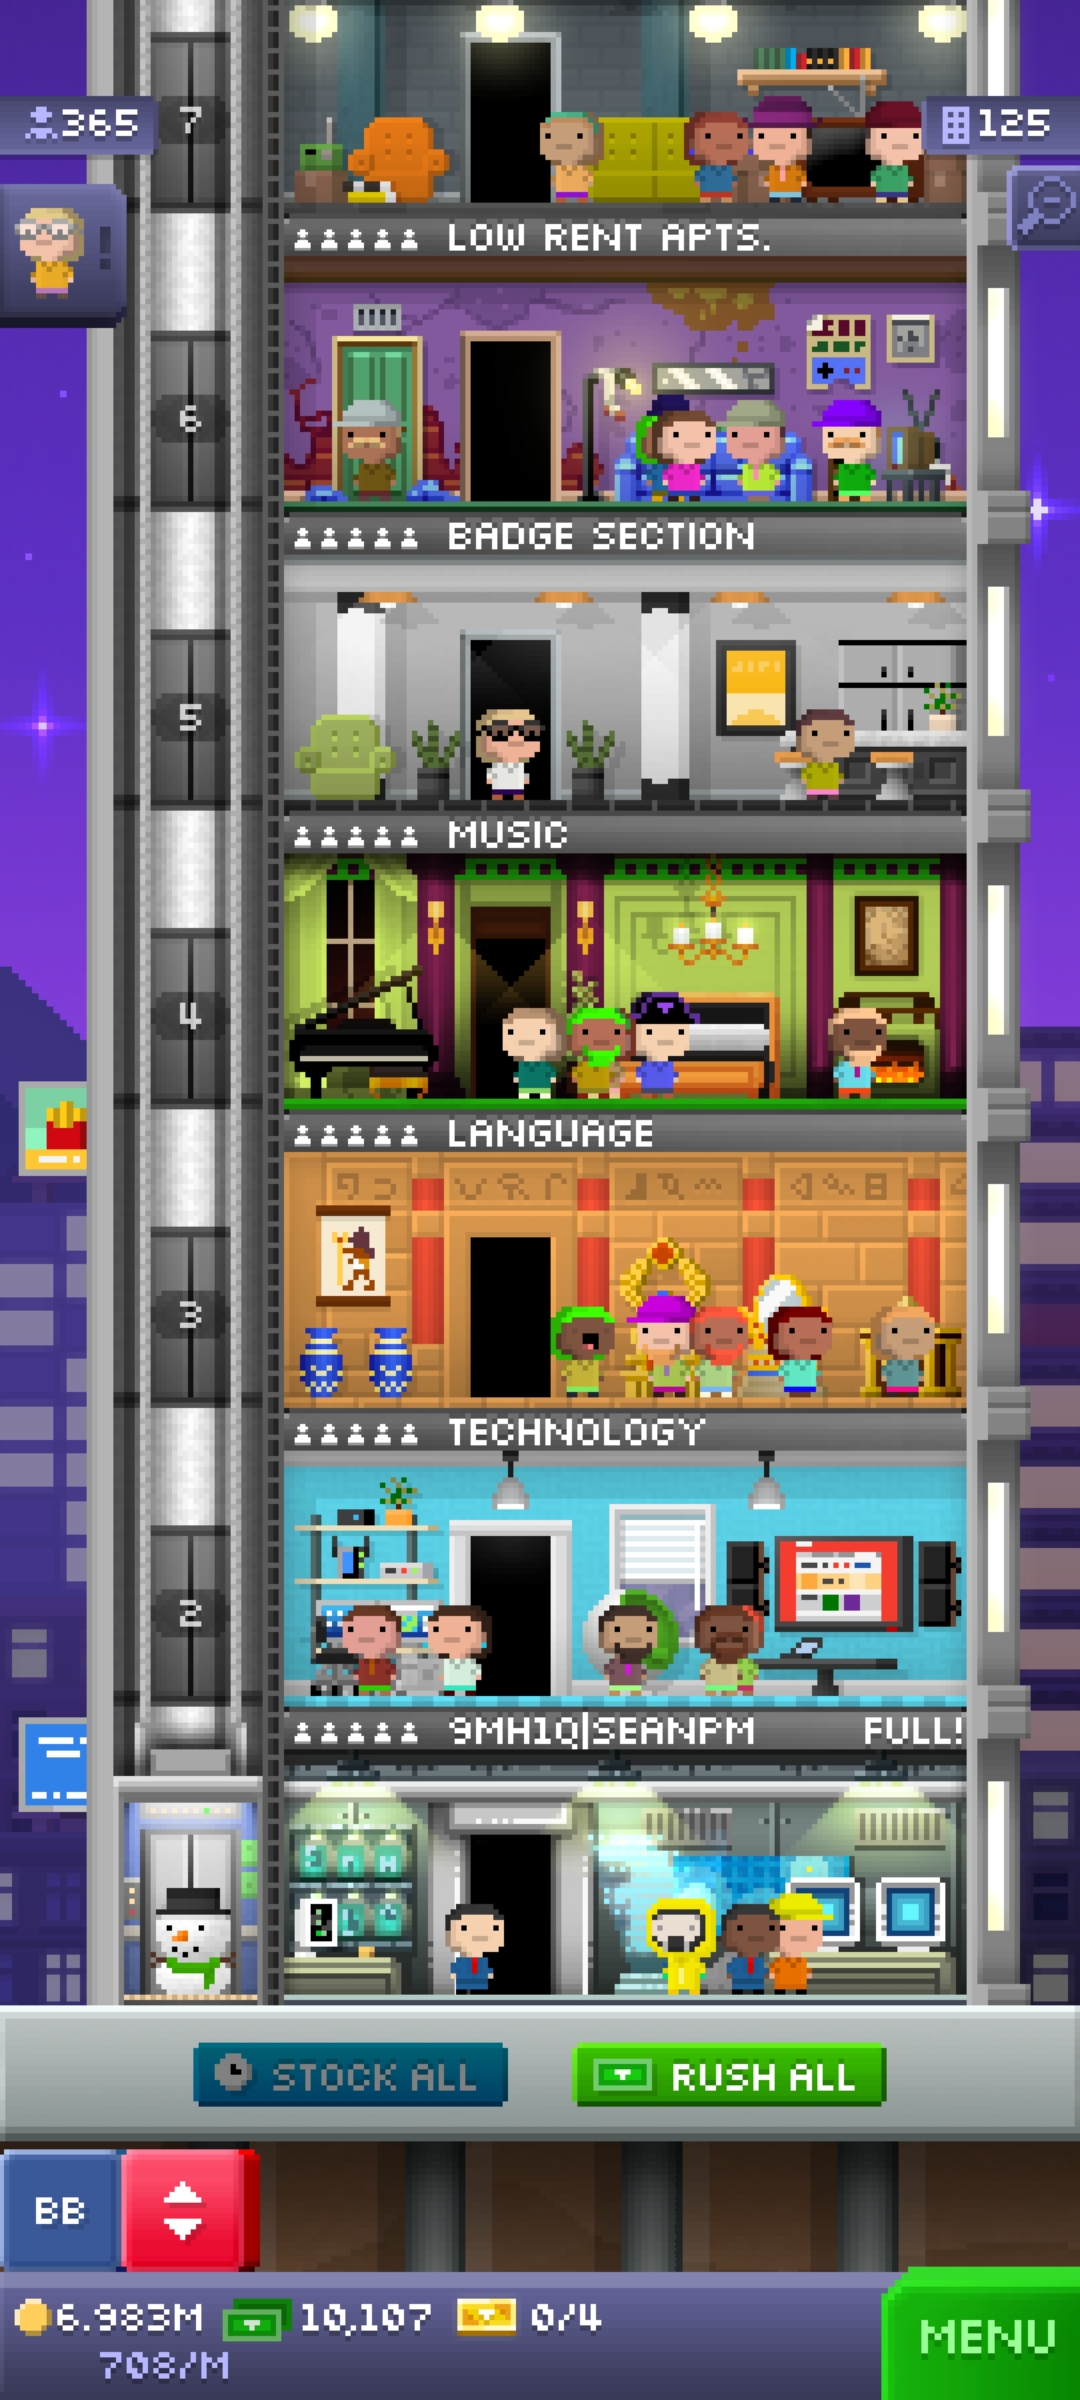 7
365
125
LOW RENT APTS.
6
BADGE SECTION
5
MUSIC
4
LANGUAGE
3
TECHNOLOGY
2
9MH1Q|SEANPM FULL!
STOCK ALL
RUSH ALL
BB
6.983M 10,107 0/4
708/M
MENU